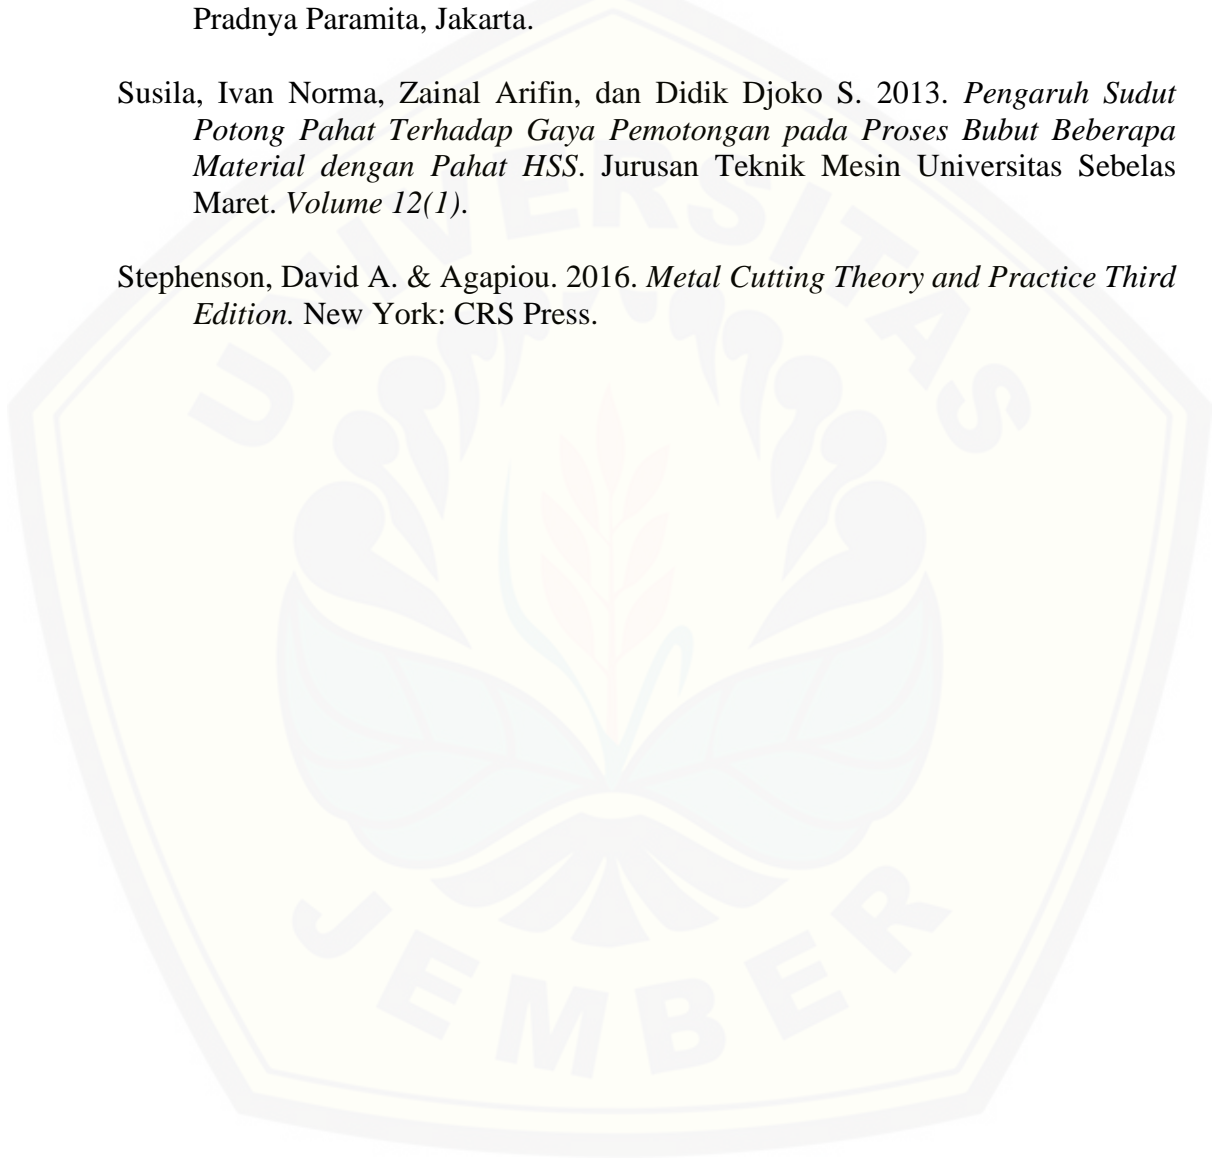 Pradnya Paramita, Jakarta.
Susila, Ivan Norma, Zainal Arifin, dan Didik Djoko S. 2013. Pengaruh Sudut
Potong Pahat Terhadap Gaya Pemotongan pada Proses Bubut Beberapa
Material dengan Pahat HSS. Jurusan Teknik Mesin Universitas Sebelas
Maret. Volume 12(1).
Stephenson, David A. & Agapiou. 2016. Metal Cutting Theory and Practice Third
Edition. New York: CRS Press.
UNIVERSITAS
JEMBER